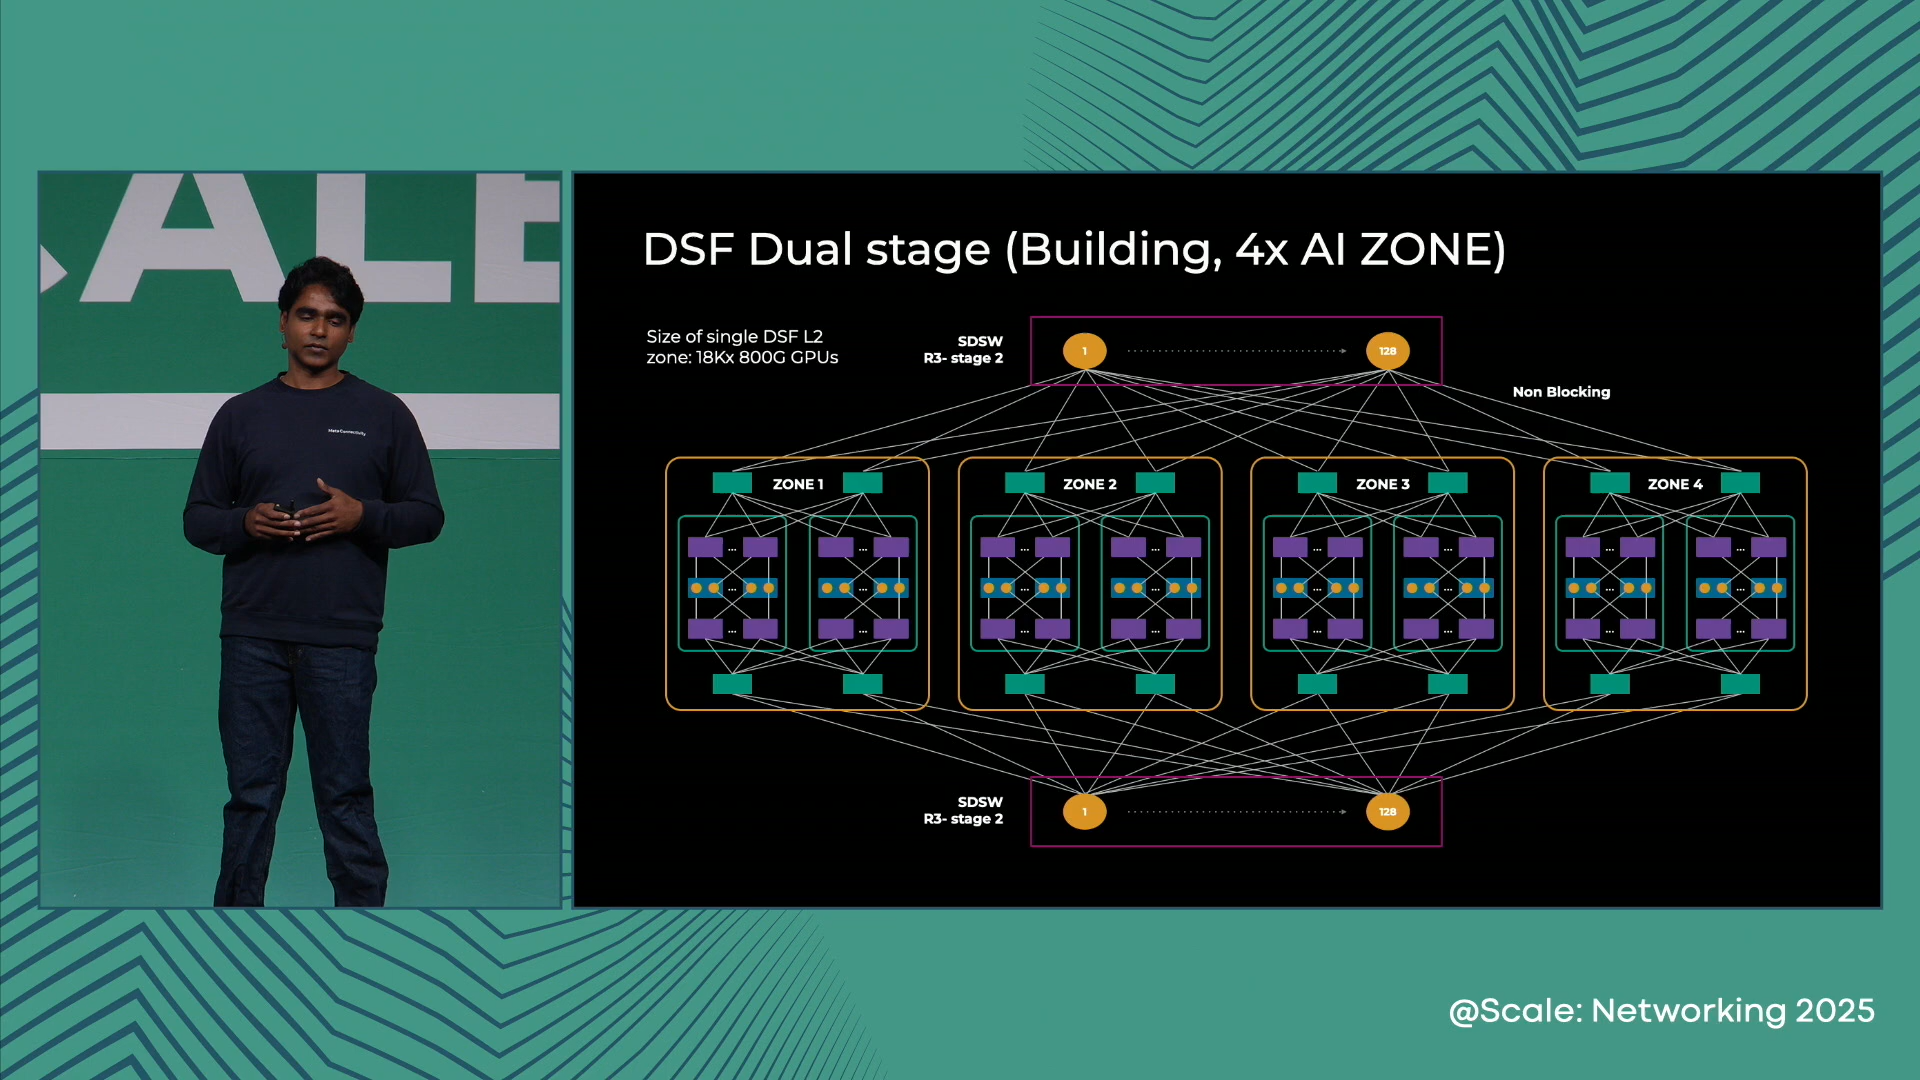 ALE
Meta Connectivity
DSF Dual stage (Building, 4x AI ZONE)
Size of single DSF L2
zone: 18Kx 800G GPUs
SDSW
R3- stage 2
1
128
Non Blocking
ZONE 1
ZONE 2
ZONE 3
ZONE 4
... ... ... ... ... ... ... ...
... ... ... ... ... ... ... ...
... ... ... ... ... ... ... ...
SDSW
R3- stage 2
1
128
@Scale: Networking 2025